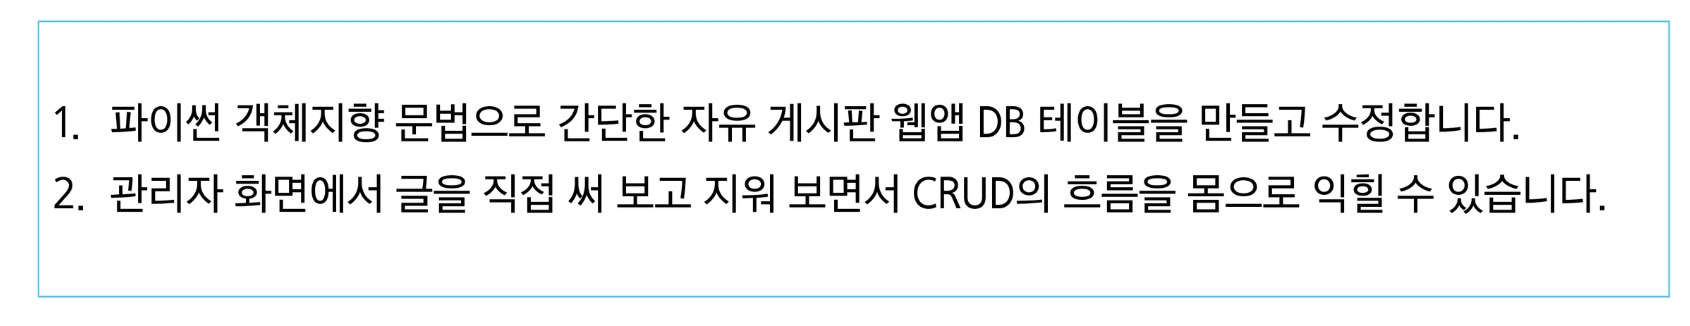 1. 파이썬 객체지향 문법으로 간단한 자유 게시판 웹앱 DB 테이블을 만들고 수정합니다.
2. 관리자 화면에서 글을 직접 써 보고 지워 보면서 CRUD의 흐름을 몸으로 익힐 수 있습니다.